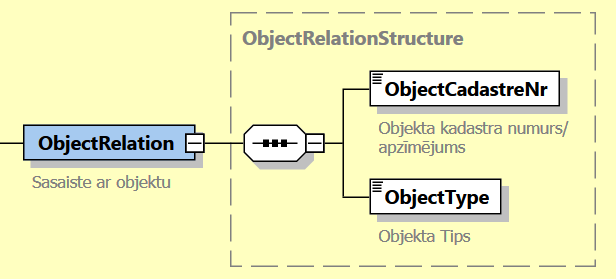 ObjectRelationStructure
ObjectCadastreNr
Objekta kadastra numurs/
apzīmējums
ObjectRelation
Sasaiste ar objektu
ObjectType
Objekta Tips